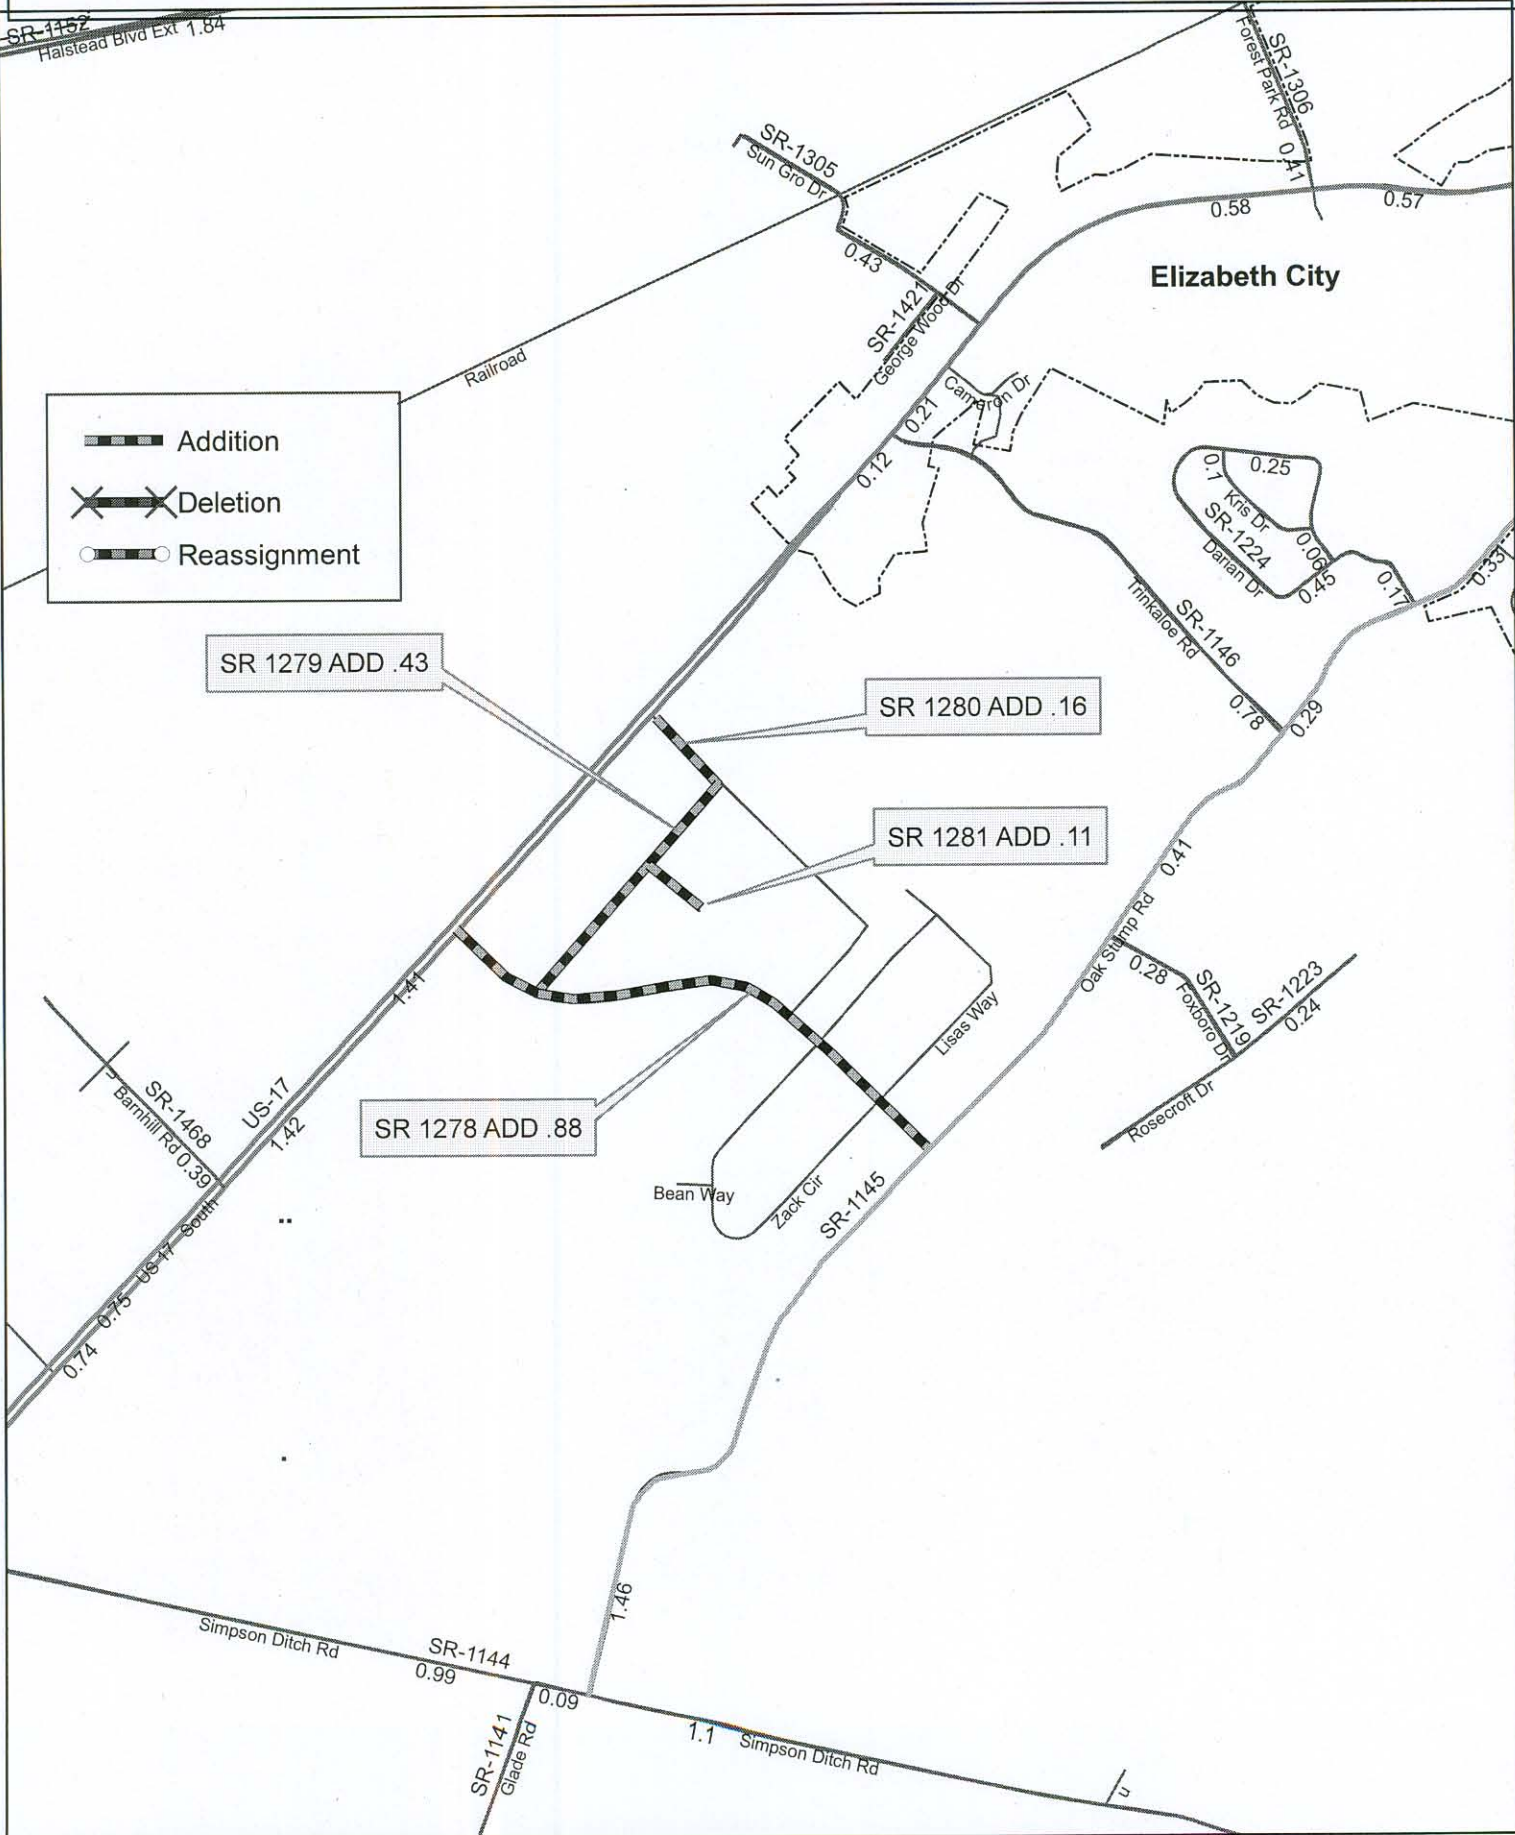 SR-1152
Halstead Blvd Ext 1.84
SR-1306
Forest Park Rd 0.41
SR-1305
Sun Gro Dr
0.58
0.57
0.43
Elizabeth City
SR-1421
George Wood Dr
Railroad
Cameron Dr
0.21
0.12
Addition
Deletion
Reassignment
0.1
0.25
Kris Dr
SR-1224
Darian Dr
0.06
0.45
0.17
0.33
SR-1146
Trinkaloe Rd
0.78
0.29
SR 1279 ADD .43
SR 1280 ADD .16
SR 1281 ADD .11
0.41
Oak Stump Rd
0.28
SR-1219
Foxboro Dr
SR-1223
0.24
Rosecroft Dr
1.41
Lisas Way
SR-1468
Barnhill Rd 0.39
US-17
1.42
SR 1278 ADD .88
Bean Way
Zack Cir
SR-1145
US-17 South
0.75
0.74
1.46
Simpson Ditch Rd
SR-1144
0.99
0.09
SR-1141
Glade Rd
1.1
Simpson Ditch Rd